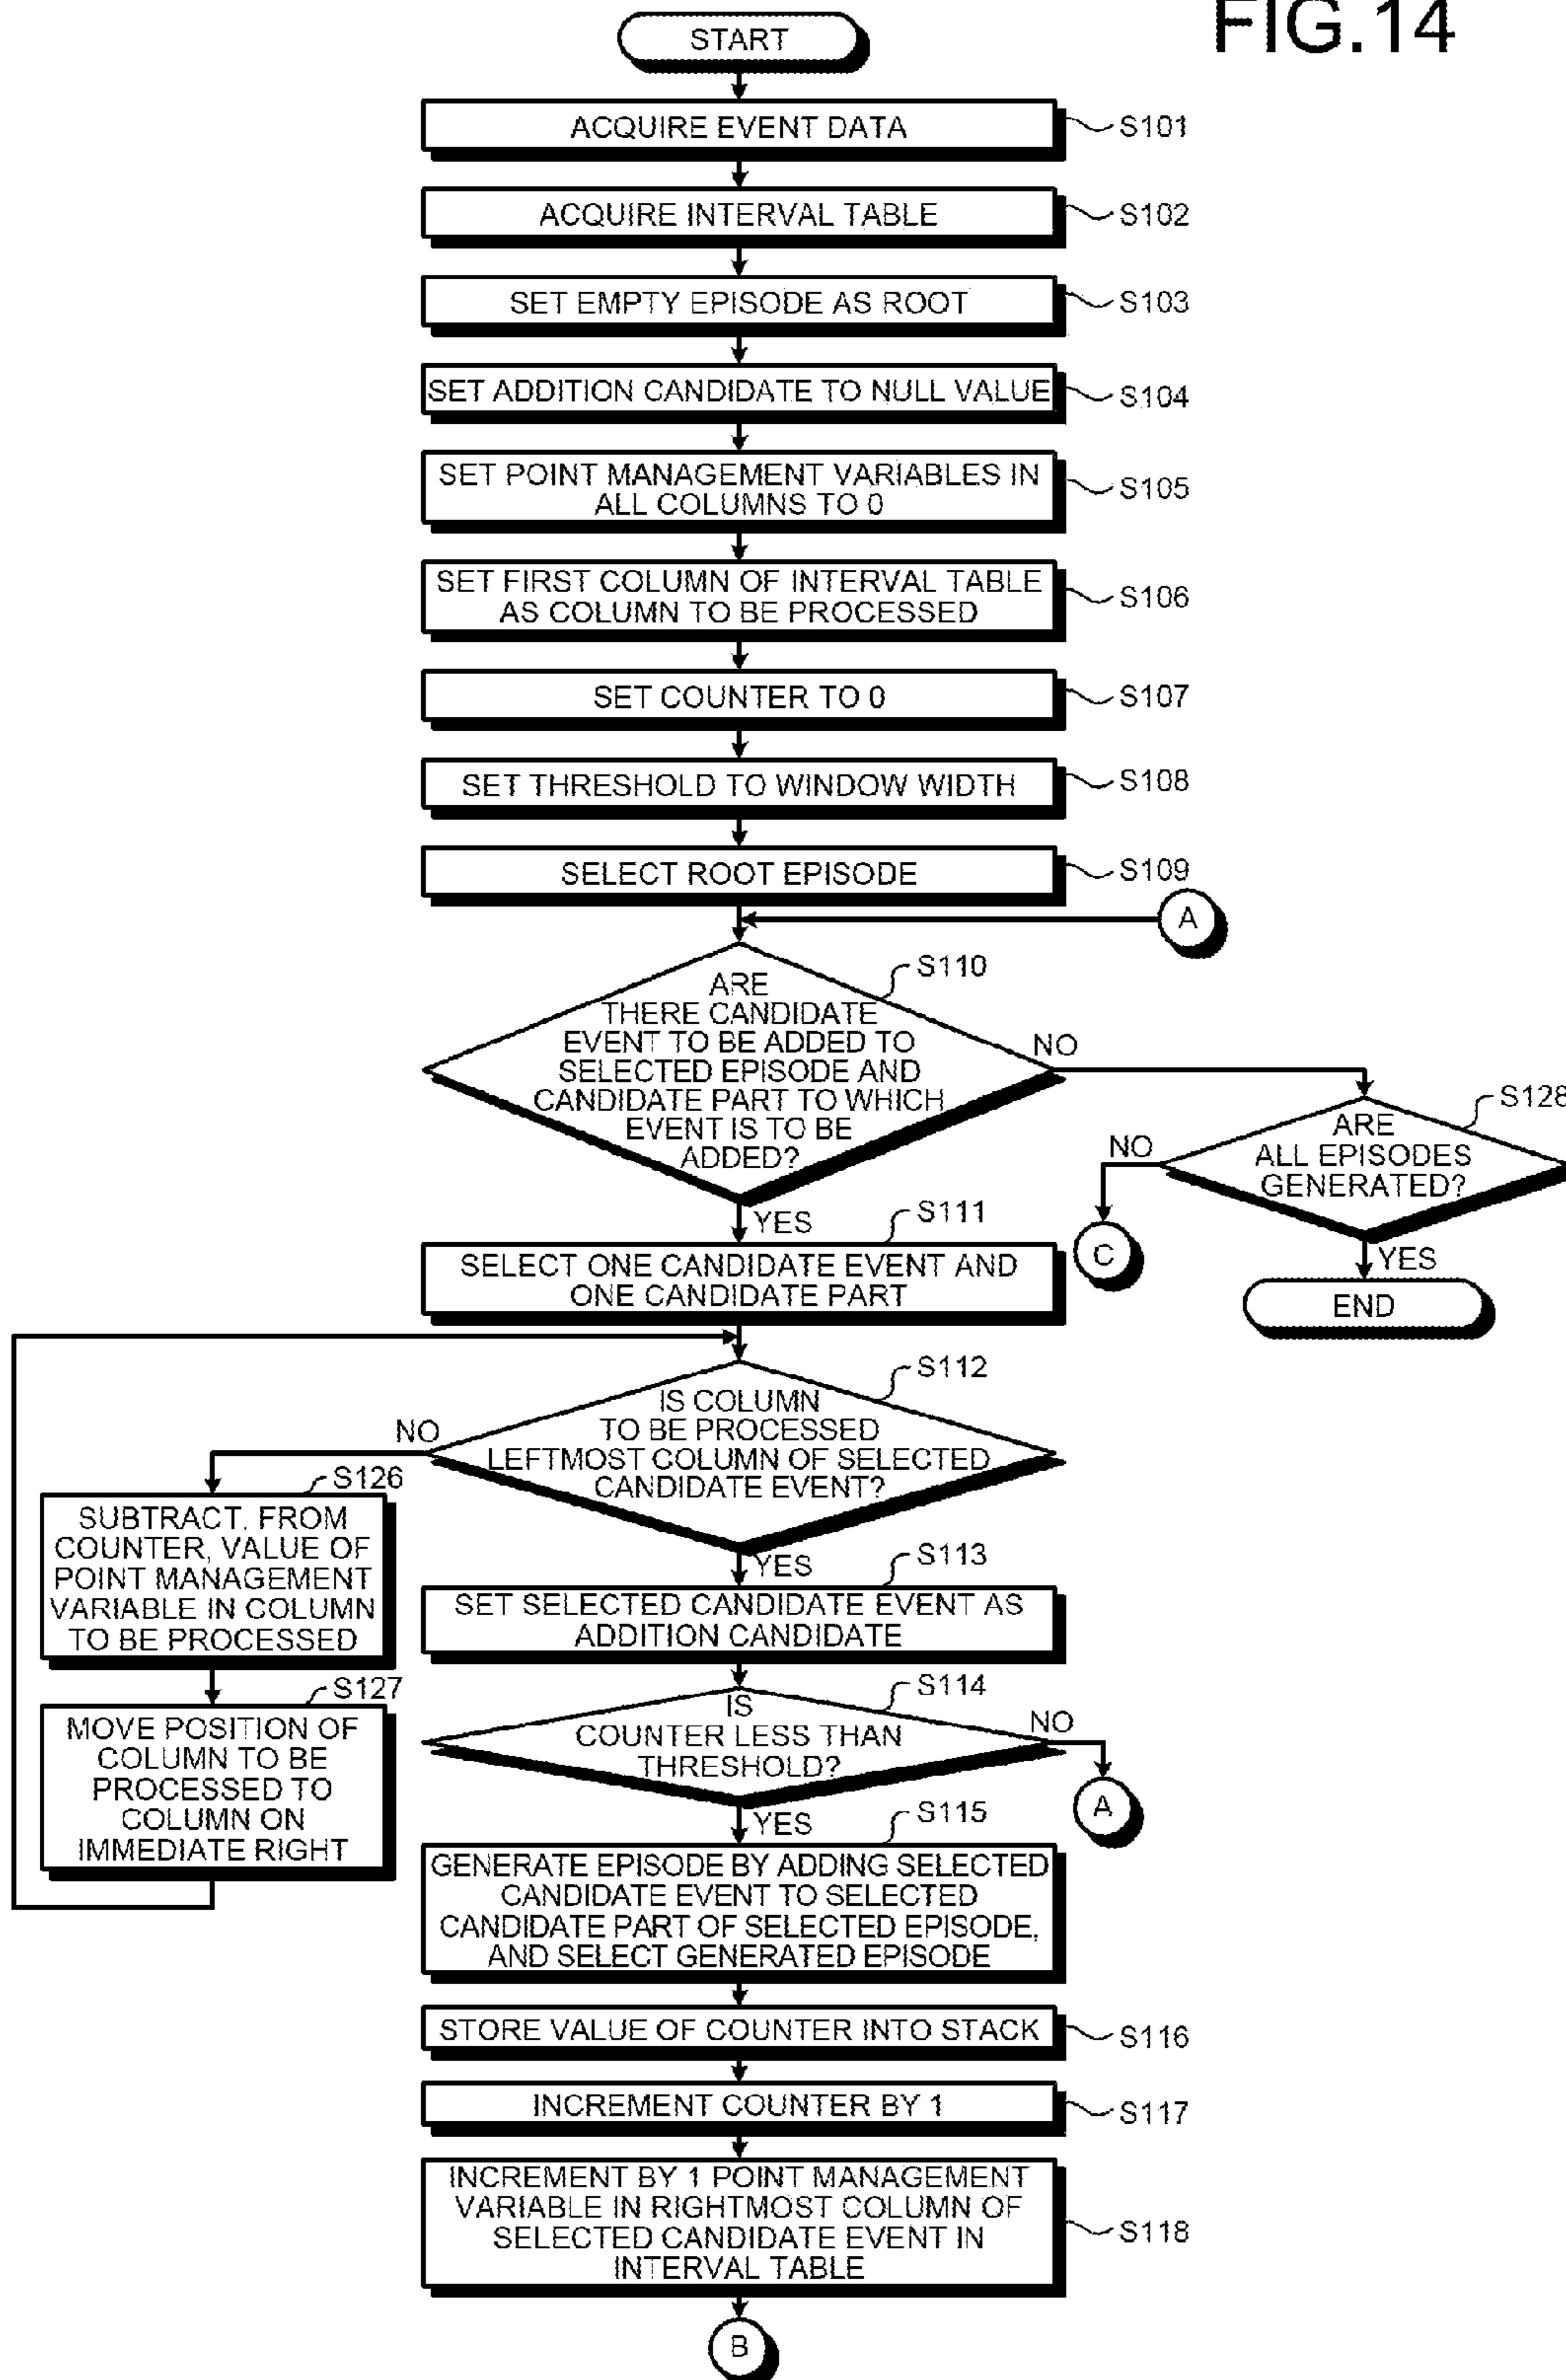 FIG.14
START
ACQUIRE EVENT DATA
S101
ACQUIRE INTERVAL TABLE
S102
SET EMPTY EPISODE AS ROOT
S103
SET ADDITION CANDIDATE TO NULL VALUE
S104
SET POINT MANAGEMENT VARIABLES IN
ALL COLUMNS TO 0
S105
SET FIRST COLUMN OF INTERVAL TABLE
AS COLUMN TO BE PROCESSED
S106
SET COUNTER TO 0
S107
SET THRESHOLD TO WINDOW WIDTH
S108
SELECT ROOT EPISODE
S109
A
S110
ARE
THERE CANDIDATE
EVENT TO BE ADDED TO
SELECTED EPISODE AND
CANDIDATE PART TO WHICH
EVENT IS TO BE
ADDED?
NO
YES
S128
ARE
ALL EPISODES
GENERATED?
NO
C
YES
END
S111
SELECT ONE CANDIDATE EVENT AND
ONE CANDIDATE PART
S112
IS COLUMN
TO BE PROCESSED
LEFTMOST COLUMN OF SELECTED
CANDIDATE EVENT?
NO
YES
S126
SUBTRACT, FROM
COUNTER, VALUE OF
POINT MANAGEMENT
VARIABLE IN COLUMN
TO BE PROCESSED
S127
MOVE POSITION OF
COLUMN TO BE
PROCESSED TO
COLUMN ON
IMMEDIATE RIGHT
S113
SET SELECTED CANDIDATE EVENT AS
ADDITION CANDIDATE
S114
IS
COUNTER LESS THAN
THRESHOLD?
NO
A
YES
S115
GENERATE EPISODE BY ADDING SELECTED
CANDIDATE EVENT TO SELECTED
CANDIDATE PART OF SELECTED EPISODE,
AND SELECT GENERATED EPISODE
STORE VALUE OF COUNTER INTO STACK
S116
INCREMENT COUNTER BY 1
S117
INCREMENT BY 1 POINT MANAGEMENT
VARIABLE IN RIGHTMOST COLUMN OF
SELECTED CANDIDATE EVENT IN
INTERVAL TABLE
S118
B